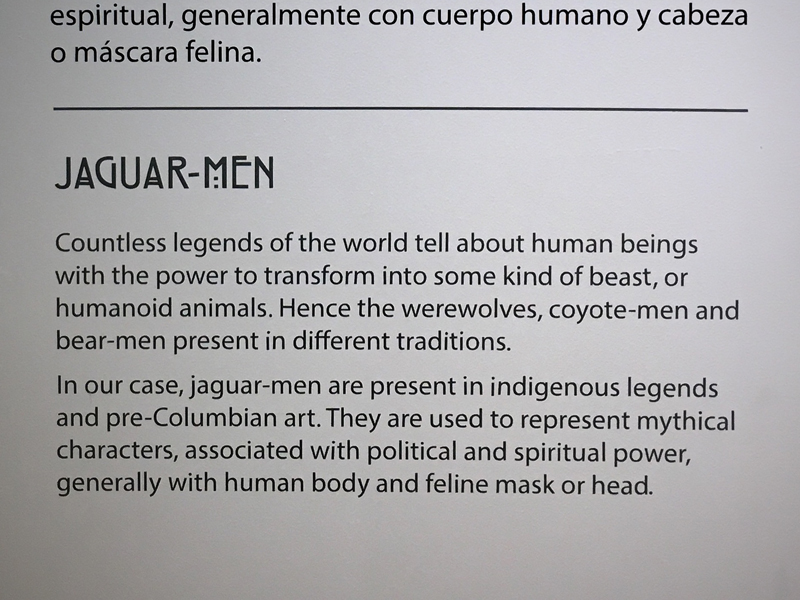 espiritual, generalmente con cuerpo humano y cabeza
o máscara felina.
JAGUAR-MEN
Countless legends of the world tell about human beings
with the power to transform into some kind of beast, or
humanoid animals. Hence the werewolves, coyote-men and
bear-men present in different traditions.
In our case, jaguar-men are present in indigenous legends
and pre-Columbian art. They are used to represent mythical
characters, associated with political and spiritual power,
generally with human body and feline mask or head.